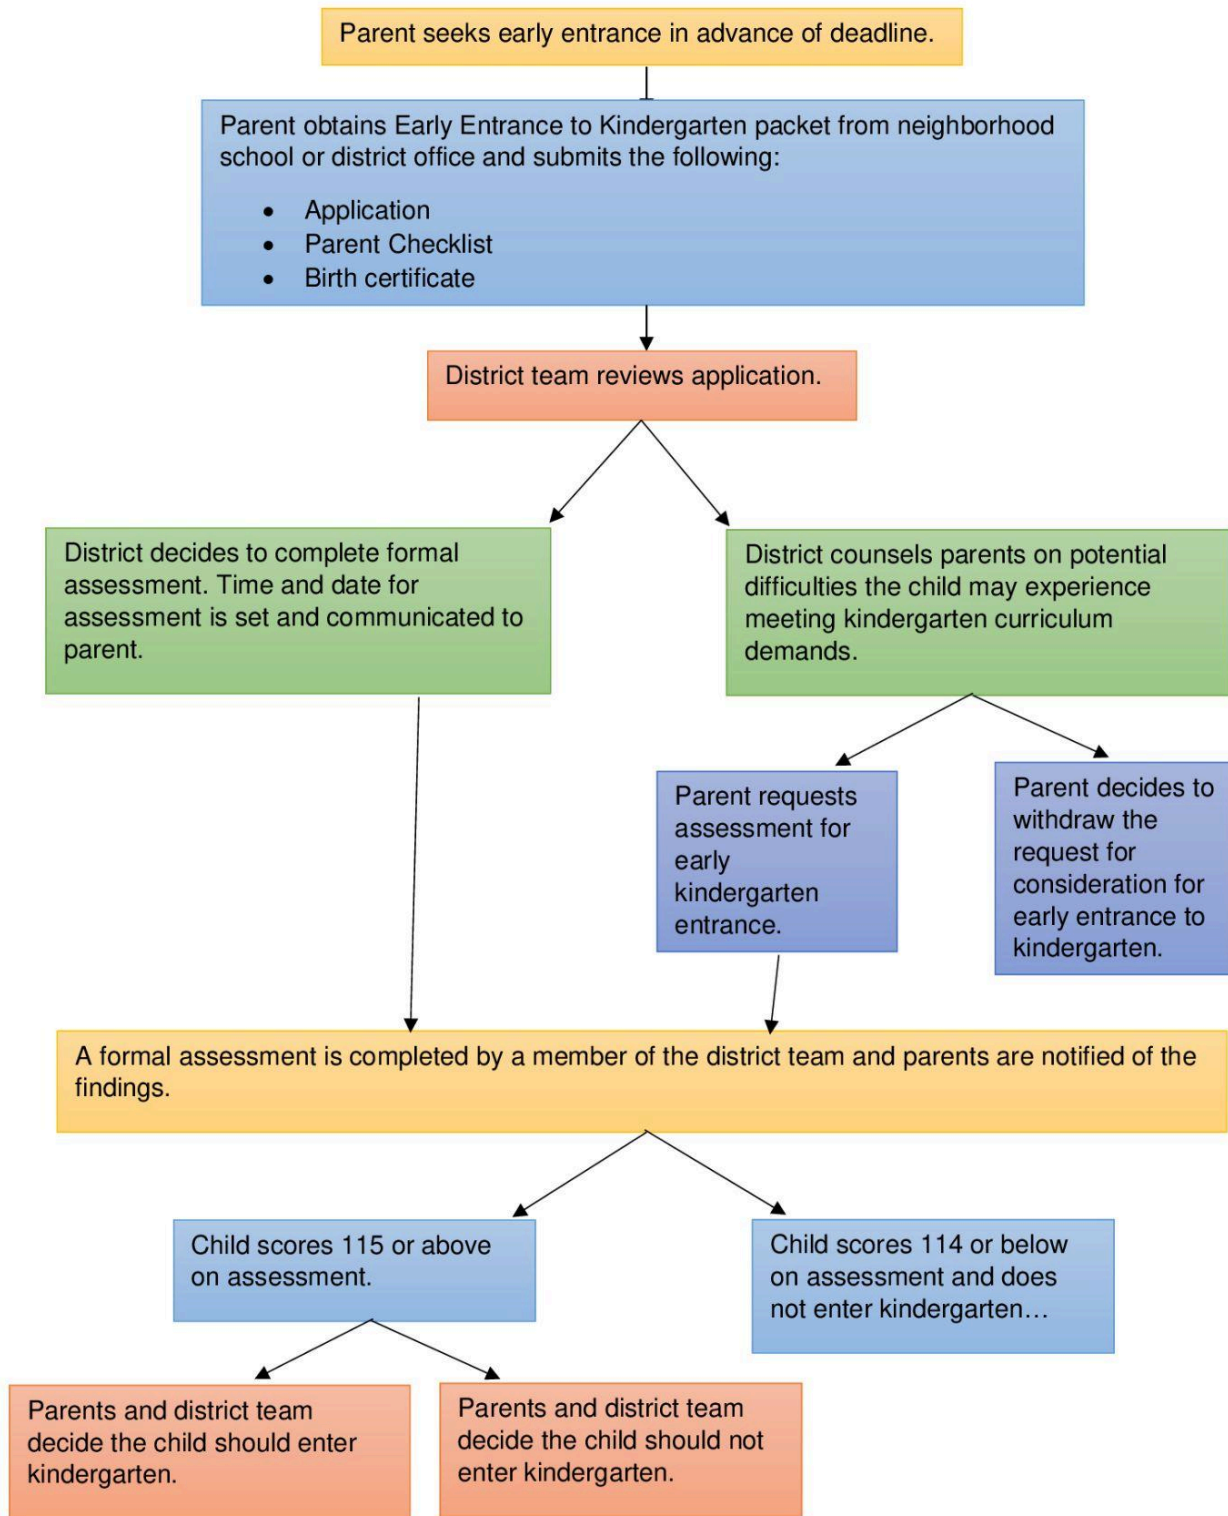 Parent seeks early entrance in advance of deadline.
Parent obtains Early Entrance to Kindergarten packet from neighborhood
school or district office and submits the following:
• Application
• Parent Checklist
• Birth certificate
District team reviews application.
District decides to complete formal
assessment. Time and date for
assessment is set and communicated to
parent.
District counsels parents on potential
difficulties the child may experience
meeting kindergarten curriculum
demands.
Parent requests
assessment for
early
kindergarten
entrance.
Parent decides to
withdraw the
request for
consideration for
early entrance to
kindergarten.
A formal assessment is completed by a member of the district team and parents are notified of the
findings.
Child scores 115 or above
on assessment.
Child scores 114 or below
on assessment and does
not enter kindergarten…
Parents and district team
decide the child should enter
kindergarten.
Parents and district team
decide the child should not
enter kindergarten.